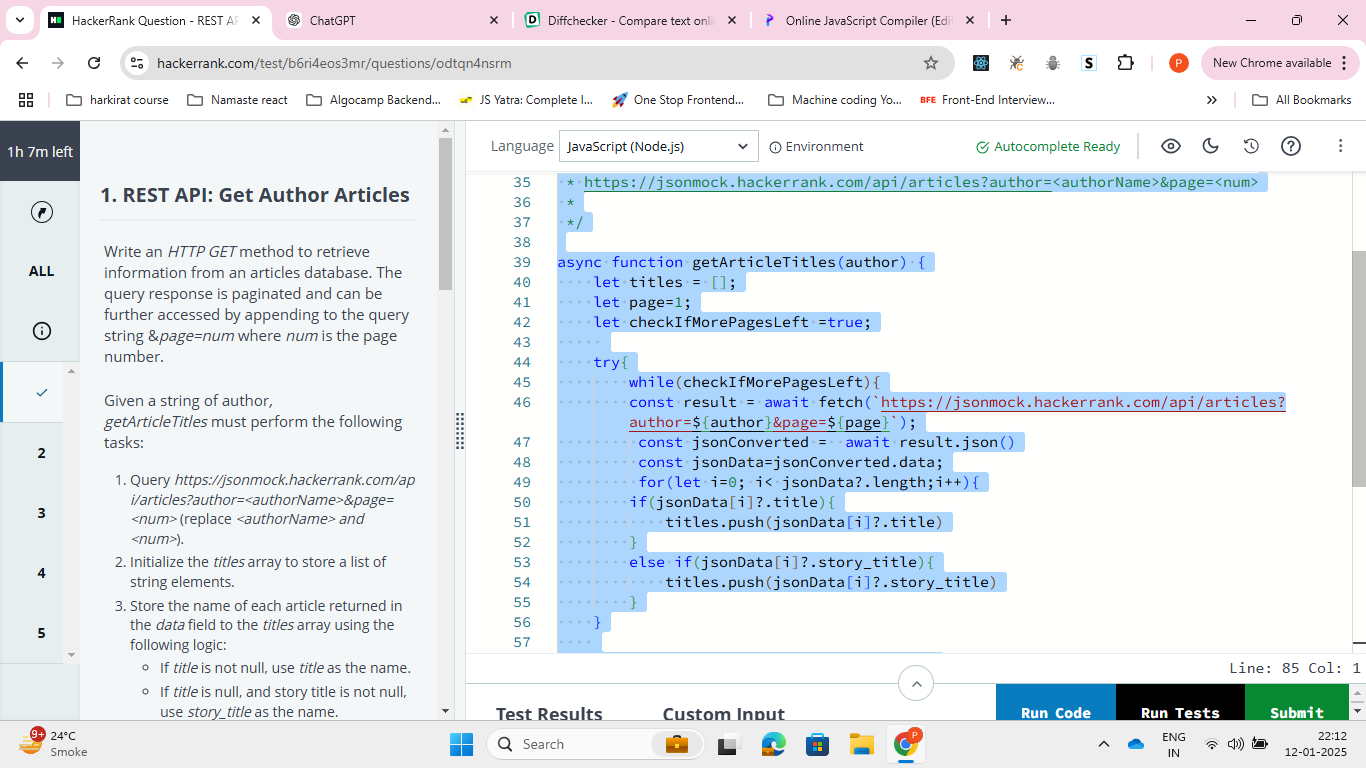 HackerRank Question - REST AP
ChatGPT
Diffchecker - Compare text onli
Online JavaScript Compiler (Edit
hackerrank.com/test/b6ri4eos3mr/questions/odtqn4nsrm
S
P
New Chrome available
harkirat course
Namaste react
Algocamp Backend...
JS Yatra: Complete I...
One Stop Frontend...
Machine coding Yo...
BFE Front-End Interview...
All Bookmarks
1h 7m left
ALL
2
3
4
5
1. REST API: Get Author Articles
Write an HTTP GET method to retrieve
information from an articles database. The
query response is paginated and can be
further accessed by appending to the query
string &page=num where num is the page
number.
Given a string of author,
getArticleTitles must perform the following
tasks:
1. Query https://jsonmock.hackerrank.com/ap
i/articles?author=<authorName>&page=
<num> (replace <authorName> and
<num>).
2. Initialize the titles array to store a list of
string elements.
3. Store the name of each article returned in
the data field to the titles array using the
following logic:
If title is not null, use title as the name.
If title is null, and story title is not null,
use story_title as the name.
Language JavaScript (Node.js) Environment Autocomplete Ready
35 * https://jsonmock.hackerrank.com/api/articles?author=<authorName>&page=<num>
36 *
37 */
38
39 async function getArticleTitles(author) {
40 let titles = [];
41 let page=1;
42 let checkIfMorePagesLeft =true;
43
44 try{
45 while(checkIfMorePagesLeft){
46 const result = await fetch(`https://jsonmock.hackerrank.com/api/articles?
author=${author}&page=${page}`);
47 const jsonConverted = await result.json()
48 const jsonData=jsonConverted.data;
49 for(let i=0; i< jsonData?.length;i++){
50 if(jsonData[i]?.title){
51 titles.push(jsonData[i]?.title)
52 }
53 else if(jsonData[i]?.story_title){
54 titles.push(jsonData[i]?.story_title)
55 }
56 }
57
Line: 85 Col: 1
Test Results
Custom Input
Run Code
Run Tests
Submit
9+
24°C
Smoke
Search
P
ENG
IN
22:12
12-01-2025